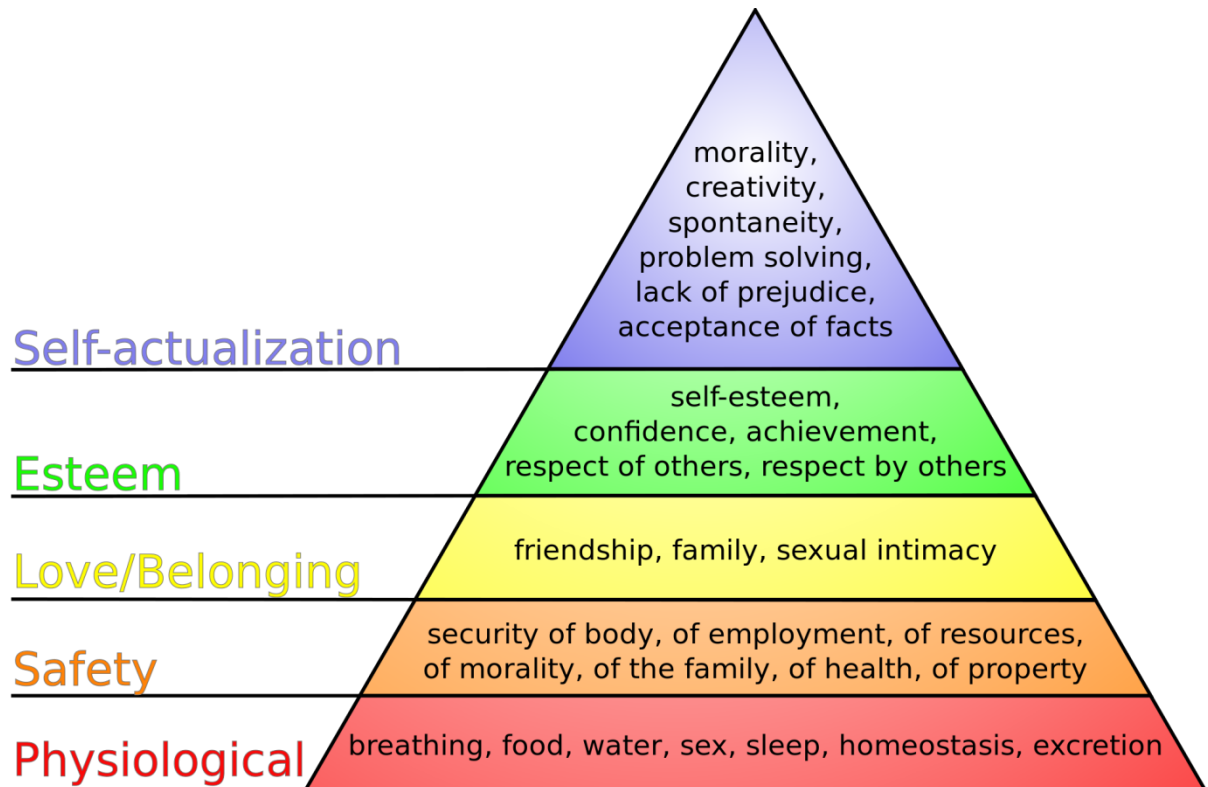 morality,
creativity,
spontaneity,
problem solving,
lack of prejudice,
acceptance of facts
Self-actualization
self-esteem,
confidence, achievement,
respect of others, respect by others
Esteem
friendship, family, sexual intimacy
Love/Belonging
security of body, of employment, of resources,
of morality, of the family, of health, of property
Safety
breathing, food, water, sex, sleep, homeostasis, excretion
Physiological